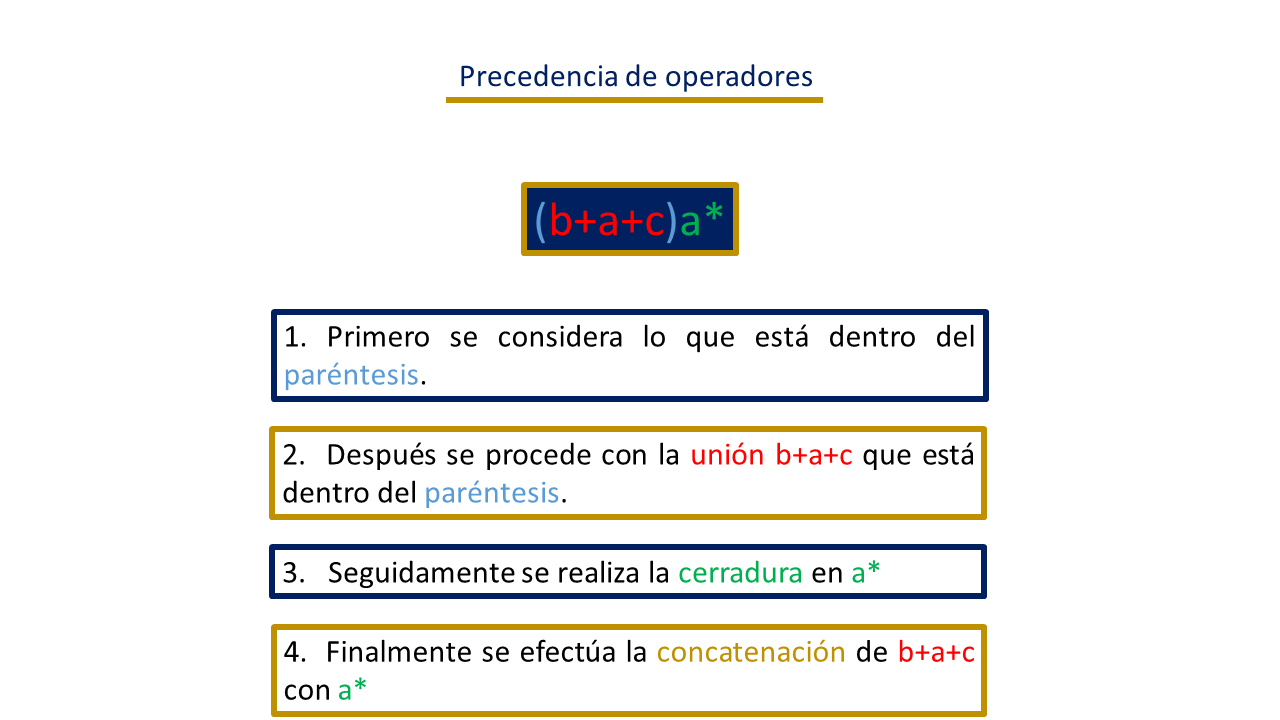 Precedencia de operadores
(b+a+c)a*
1. Primero se considera lo que está dentro del
paréntesis.
2. Después se procede con la unión b+a+c que está
dentro del paréntesis.
3. Seguidamente se realiza la cerradura en a*
4. Finalmente se efectúa la concatenación de b+a+c
con a*